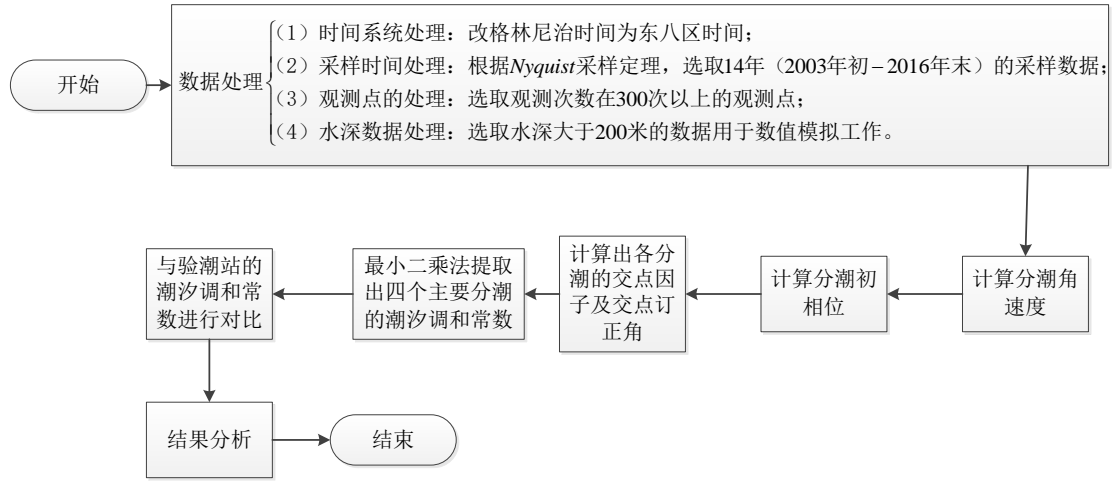 开始
数据处理
（1）时间系统处理：改格林尼治时间为东八区时间；
（2）采样时间处理：根据Nyquist采样定理，选取14年（2003年初–2016年末）的采样数据；
（3）观测点的处理：选取观测次数在300次以上的观测点；
（4）水深数据处理：选取水深大于200米的数据用于数值模拟工作。
计算分潮角
速度
计算分潮初
相位
计算出各分
潮的交点因
子及交点订
正角
最小二乘法提取
出四个主要分潮
的潮汐调和常数
与验潮站的
潮汐调和常
数进行对比
结果分析
结束